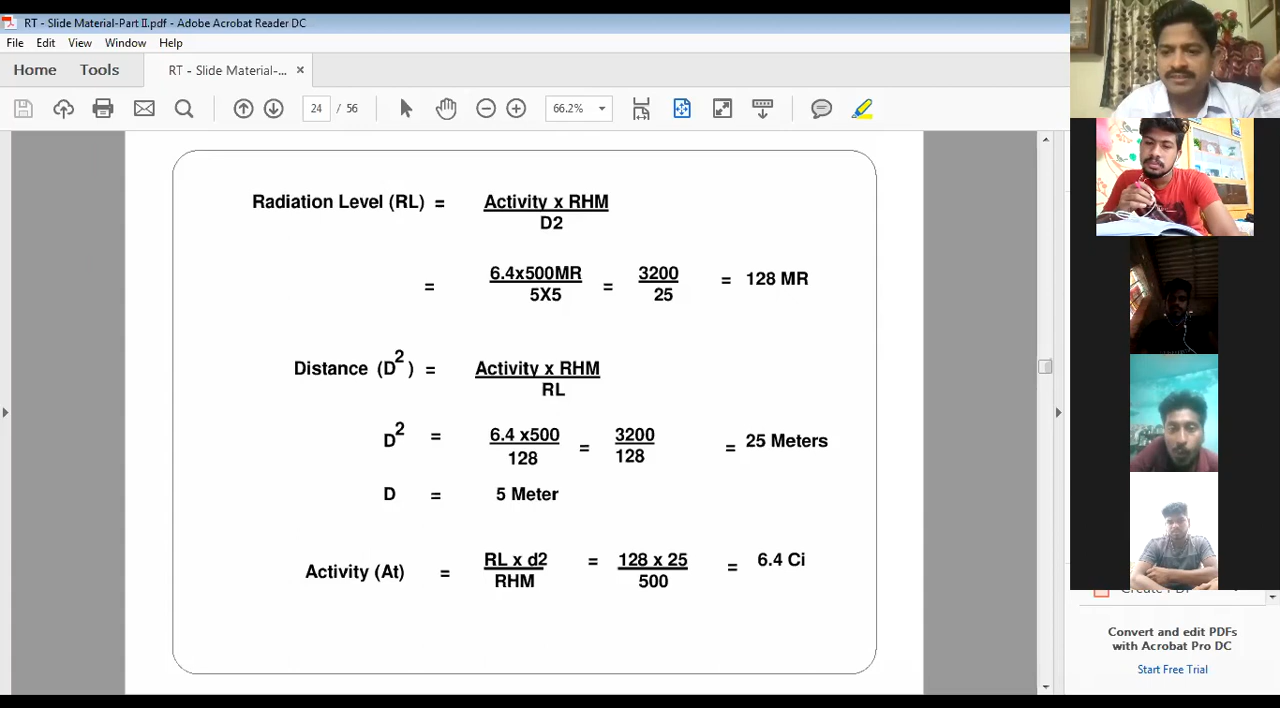 RT - Slide Material-Part II.pdf - Adobe Acrobat Reader DC
File Edit View Window Help
Home Tools RT - Slide Material-... ×
24 / 56 66.2%
Radiation Level (RL) = Activity x RHM
D2
= 6.4x500MR = 3200 = 128 MR
5X5 25
Distance (D2 ) = Activity x RHM
RL
D2 = 6.4 x500 = 3200 = 25 Meters
128 128
D = 5 Meter
Activity (At) = RL x d2 = 128 x 25 = 6.4 Ci
RHM 500
Create PDF
Convert and edit PDFs
with Acrobat Pro DC
Start Free Trial